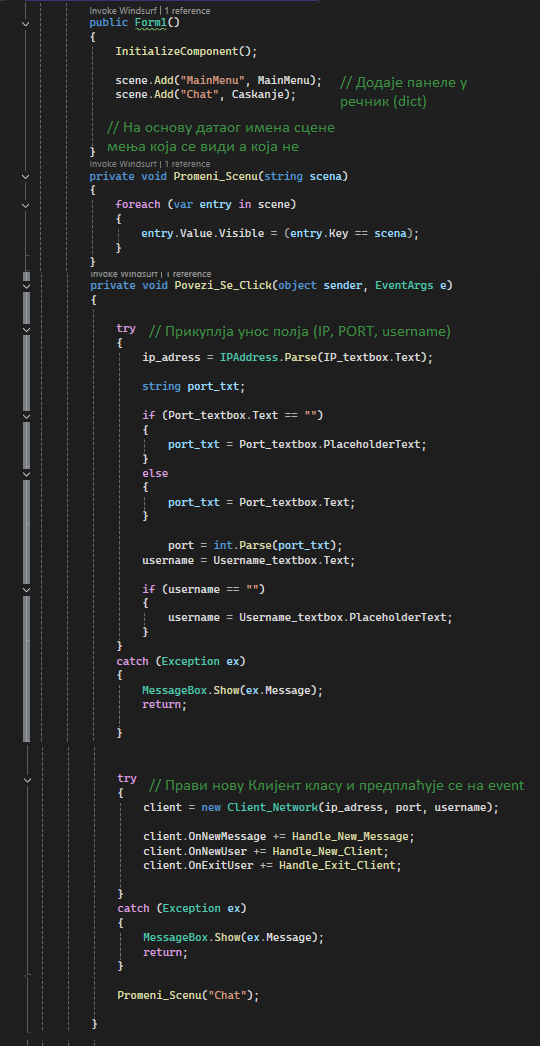 Invoke Windsurf | 1 reference
public Form1()
{
InitializeComponent();
scene.Add("MainMenu", MainMenu);
scene.Add("Chat", Caskanje);
// Додаје панеле у
речник (dict)
// На основу датаог имена сцене
мења која се види а која не
}
Invoke Windsurf | 1 reference
private void Promeni_Scenu(string scena)
{
foreach (var entry in scene)
{
entry.Value.Visible = (entry.Key == scena);
}
}
Invoke Windsurf | 1 reference
private void Povezi_Se_Click(object sender, EventArgs e)
{
try // Прикупља унос полја (IP, PORT, username)
{
ip_adress = IPAddress.Parse(IP_textbox.Text);
string port_txt;
if (Port_textbox.Text == "")
{
port_txt = Port_textbox.PlaceholderText;
}
else
{
port_txt = Port_textbox.Text;
}
port = int.Parse(port_txt);
username = Username_textbox.Text;
if (username == "")
{
username = Username_textbox.PlaceholderText;
}
}
catch (Exception ex)
{
MessageBox.Show(ex.Message);
return;
}
try // Прави нову Клијент класу и предплаћује се на event
{
client = new Client_Network(ip_adress, port, username);
client.OnNewMessage += Handle_New_Message;
client.OnNewUser += Handle_New_Client;
client.OnExitUser += Handle_Exit_Client;
}
catch (Exception ex)
{
MessageBox.Show(ex.Message);
return;
}
Promeni_Scenu("Chat");
}